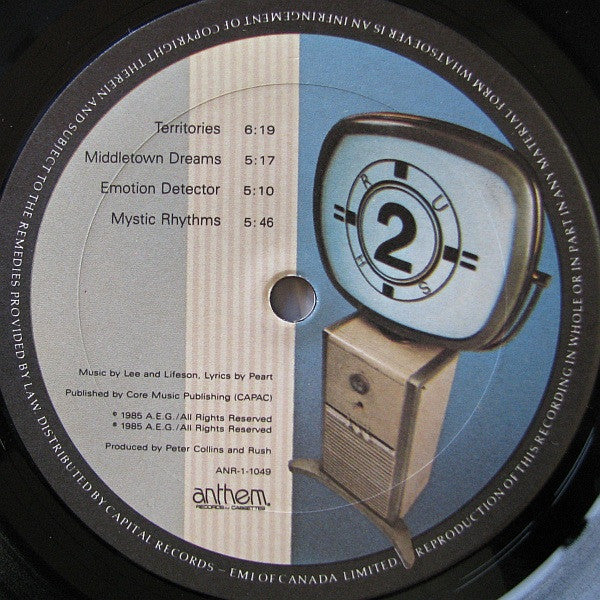 Territories 6:19
Middletown Dreams 5:17
Emotion Detector 5:10
Mystic Rhythms 5:46
R U S H
2
Music by Lee and Lifeson, Lyrics by Peart
Published by Core Music Publishing (CAPAC)
℗ 1985 A.E.G./All Rights Reserved
© 1985 A.E.G./All Rights Reserved
Produced by Peter Collins and Rush
ANR-1-1049
anthem.
RECORDS and CASSETTES
REPRODUCTION OF THIS RECORDING IN WHOLE OR IN PART IN ANY MATERIAL FORM WHATSOEVER IS AN INFRINGEMENT OF COPYRIGHT THEREIN AND SUBJECT TO THE REMEDIES PROVIDED BY LAW. DISTRIBUTED BY CAPITAL RECORDS – EMI OF CANADA LIMITED